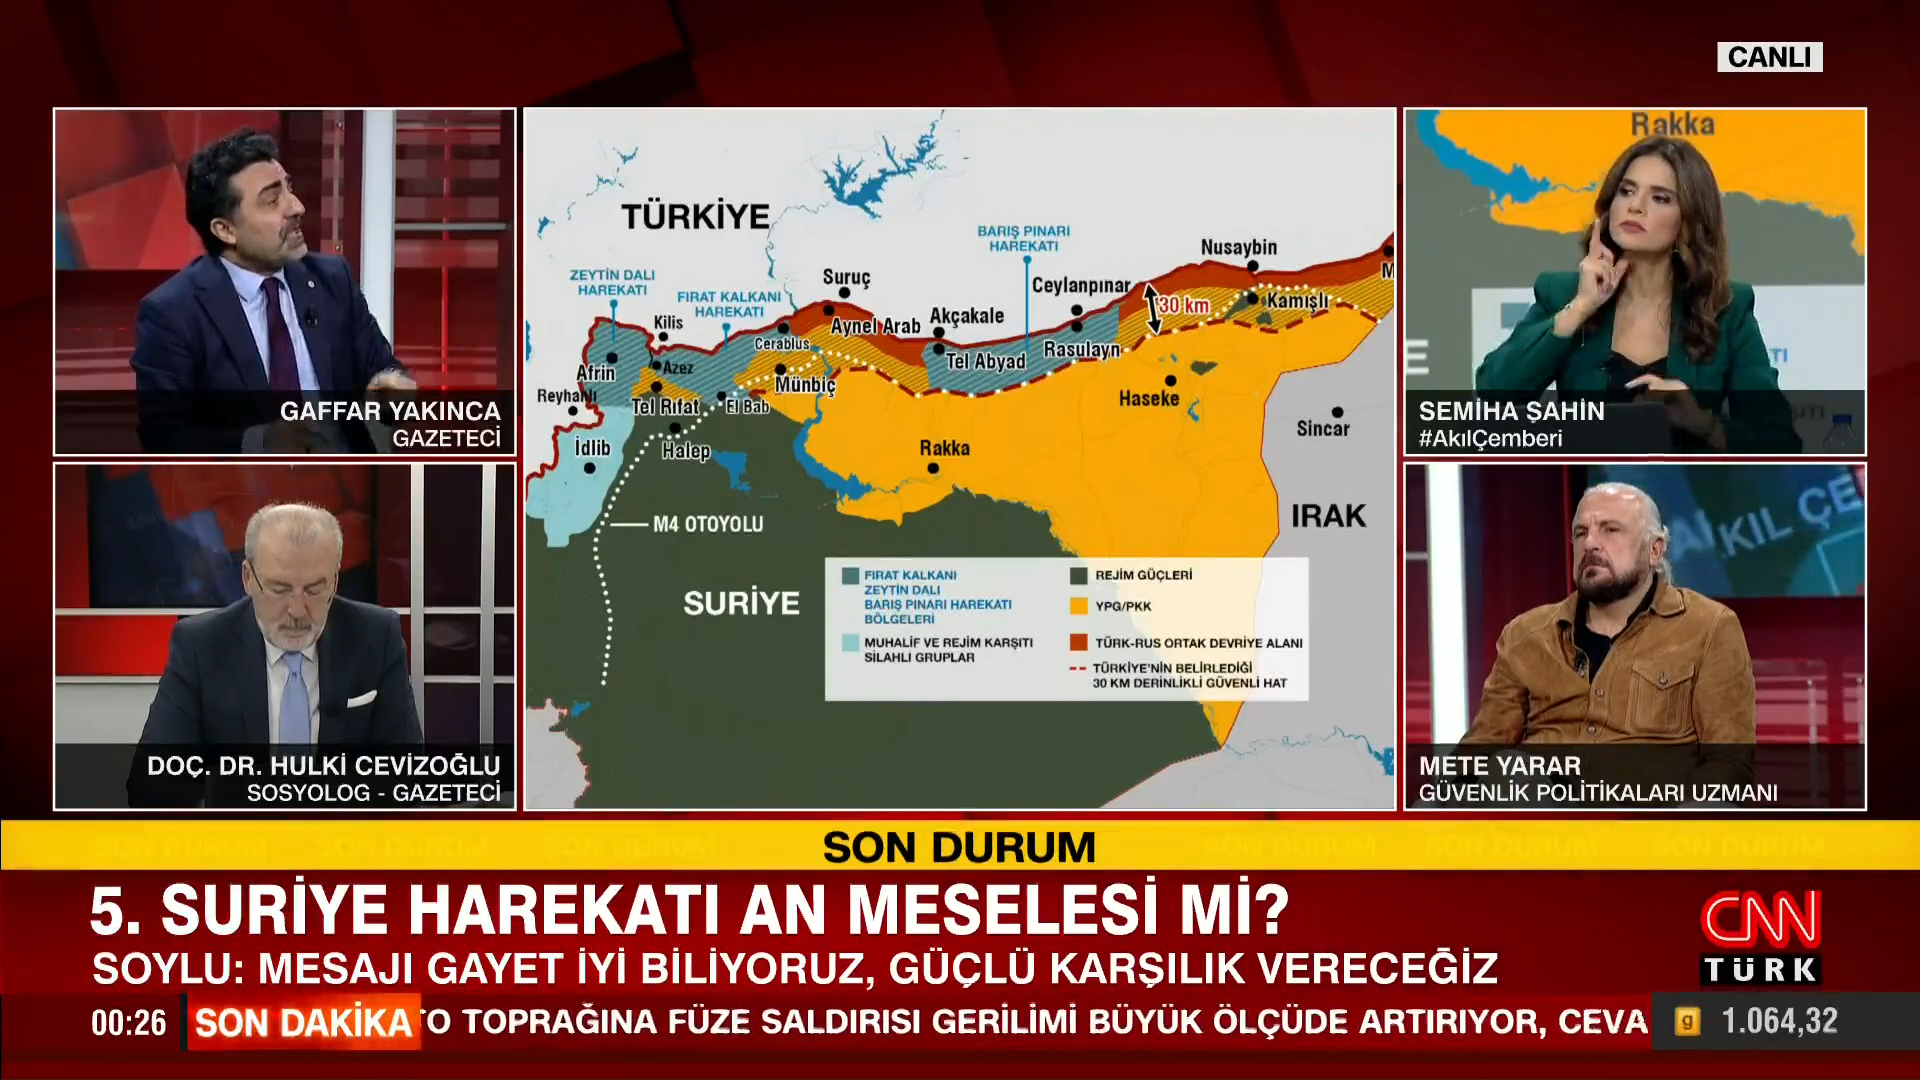 CANLI
GAFFAR YAKINCA
GAZETECİ
DOÇ. DR. HULKİ CEVİZOĞLU
SOSYOLOG - GAZETECİ
TÜRKİYE
ZEYTİN DALI
HAREKATI
FIRAT KALKANI
HAREKATI
BARIŞ PINARI
HAREKATI
Nusaybin
Suruç
Ceylanpınar
M
Kilis
Akçakale
30 km
Kamışlı
Aynel Arab
Cerablus
Rasulayn
Tel Abyad
Afrin
Azez
Münbiç
Reyhanlı
Tel Rıfat
El Bab
Haseke
Sincar
İdlib
Halep
Rakka
M4 OTOYOLU
IRAK
SURİYE
FIRAT KALKANI
ZEYTİN DALI
BARIŞ PINARI HAREKATI
BÖLGELERİ
MUHALİF VE REJİM KARŞITI
SİLAHLI GRUPLAR
REJİM GÜÇLERİ
YPG/PKK
TÜRK-RUS ORTAK DEVRİYE ALANI
TÜRKİYE'NİN BELİRLEDİĞİ
30 KM DERİNLİKLİ GÜVENLİ HAT
Rakka
E
SEMİHA ŞAHİN
#AkılÇemberi
AKIL ÇE
METE YARAR
GÜVENLİK POLİTİKALARI UZMANI
SON DURUM
5. SURİYE HAREKATI AN MESELESİ Mİ?
SOYLU: MESAJI GAYET İYİ BİLİYORUZ, GÜÇLÜ KARŞILIK VERECEĞİZ
CNN
TÜRK
00:26 SON DAKİKA TO TOPRAĞINA FÜZE SALDIRISI GERİLİMİ BÜYÜK ÖLÇÜDE ARTIRIYOR, CEVA g 1.064,32